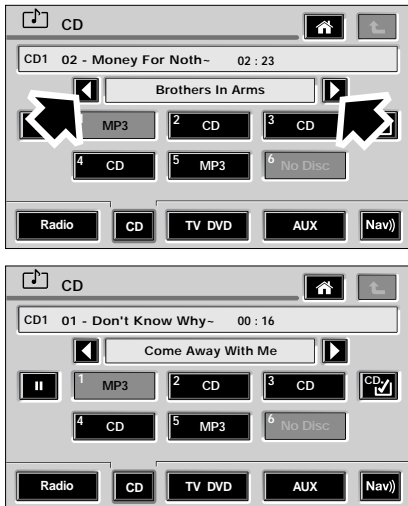 CD
CD1 02 - Money For Noth~ 02 : 23
Brothers In Arms
MP3 2 CD 3 CD
4 CD 5 MP3 6 No Disc
Radio CD TV DVD AUX Nav))
CD
CD1 01 - Don't Know Why~ 00 : 16
Come Away With Me
1 MP3 2 CD 3 CD CD
4 CD 5 MP3 6 No Disc
Radio CD TV DVD AUX Nav))